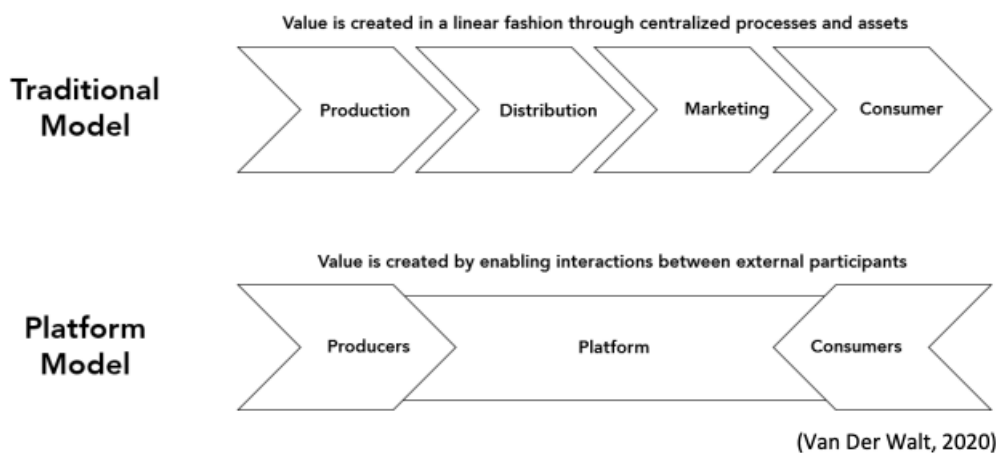 Value is created in a linear fashion through centralized processes and assets
Traditional
Model
Production
Distribution
Marketing
Consumer
Value is created by enabling interactions between external participants
Platform
Model
Producers
Platform
Consumers
(Van Der Walt, 2020)